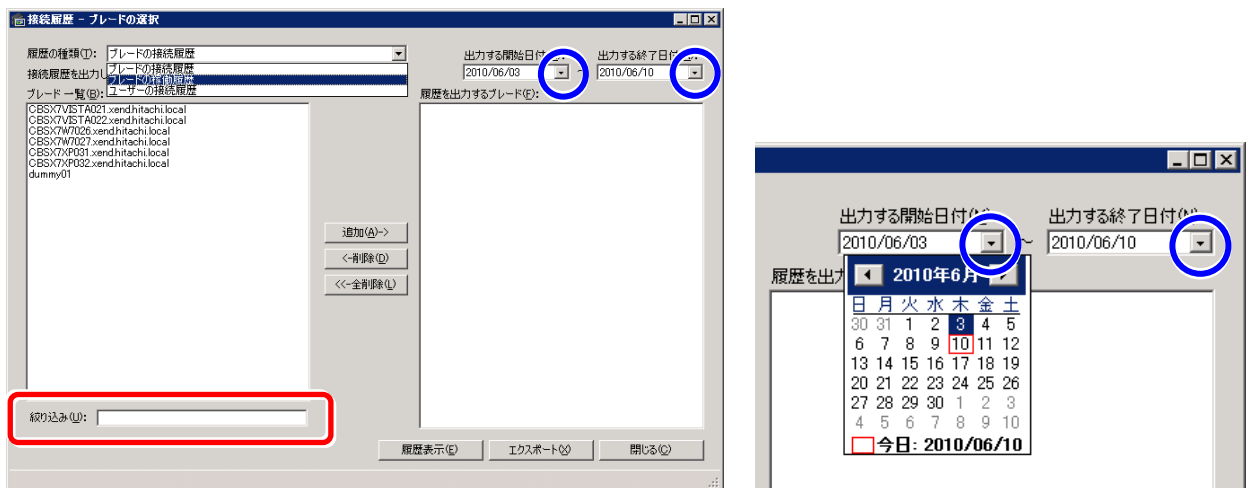 接続履歴 - ブレードの選択
履歴の種類(T): ブレードの接続履歴
ブレードの接続履歴
ブレードの稼働履歴
ユーザーの接続履歴
接続履歴を出力し
出力する開始日付 出力する終了日付
2010/06/03 ~ 2010/06/10
ブレード一覧(B):
履歴を出力するブレード(F):
CBSX7VISTA021.xend.hitachi.local
CBSX7VISTA022.xend.hitachi.local
CBSX7W7026.xend.hitachi.local
CBSX7W7027.xend.hitachi.local
CBSX7XP031.xend.hitachi.local
CBSX7XP032.xend.hitachi.local
dummy01
追加(A)->
<-削除(D)
<<-全削除(L)
絞り込み(U):
履歴表示(E) エクスポート(X) 閉じる(C)
出力する開始日付 出力する終了日付
2010/06/03 ~ 2010/06/10
履歴を出力
2010年6月
日 月 火 水 木 金 土
30 31 1 2 3 4 5
6 7 8 9 10 11 12
13 14 15 16 17 18 19
20 21 22 23 24 25 26
27 28 29 30 1 2 3
4 5 6 7 8 9 10
今日: 2010/06/10